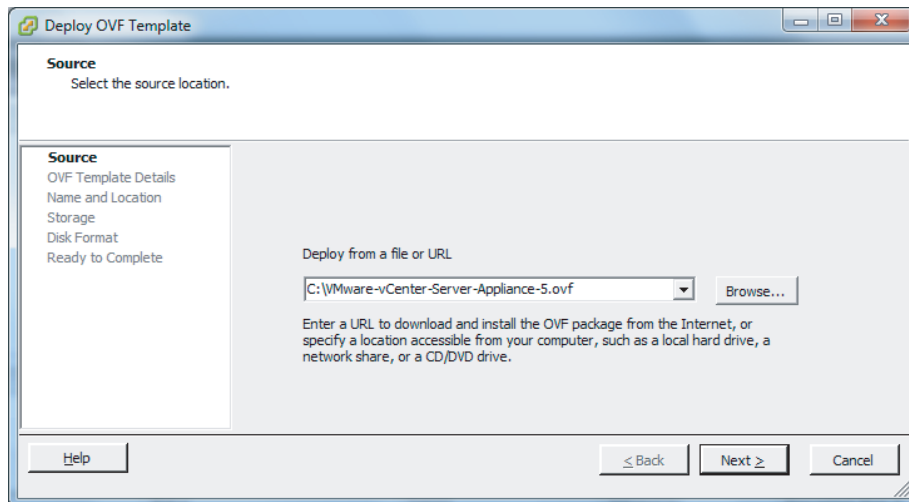 Deploy OVF Template
Source
Select the source location.
Source
OVF Template Details
Name and Location
Storage
Disk Format
Ready to Complete
Deploy from a file or URL
C:\VMware-vCenter-Server-Appliance-5.ovf
Browse...
Enter a URL to download and install the OVF package from the Internet, or
specify a location accessible from your computer, such as a local hard drive, a
network share, or a CD/DVD drive.
Help
< Back
Next >
Cancel